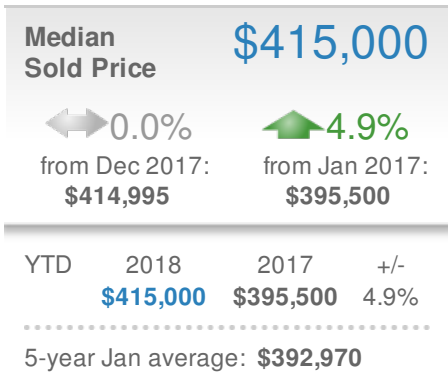 Median $415,000
Sold Price
0.0% 4.9%
from Dec 2017: from Jan 2017:
$414,995 $395,500
YTD 2018 2017 +/-
$415,000 $395,500 4.9%
5-year Jan average: $392,970